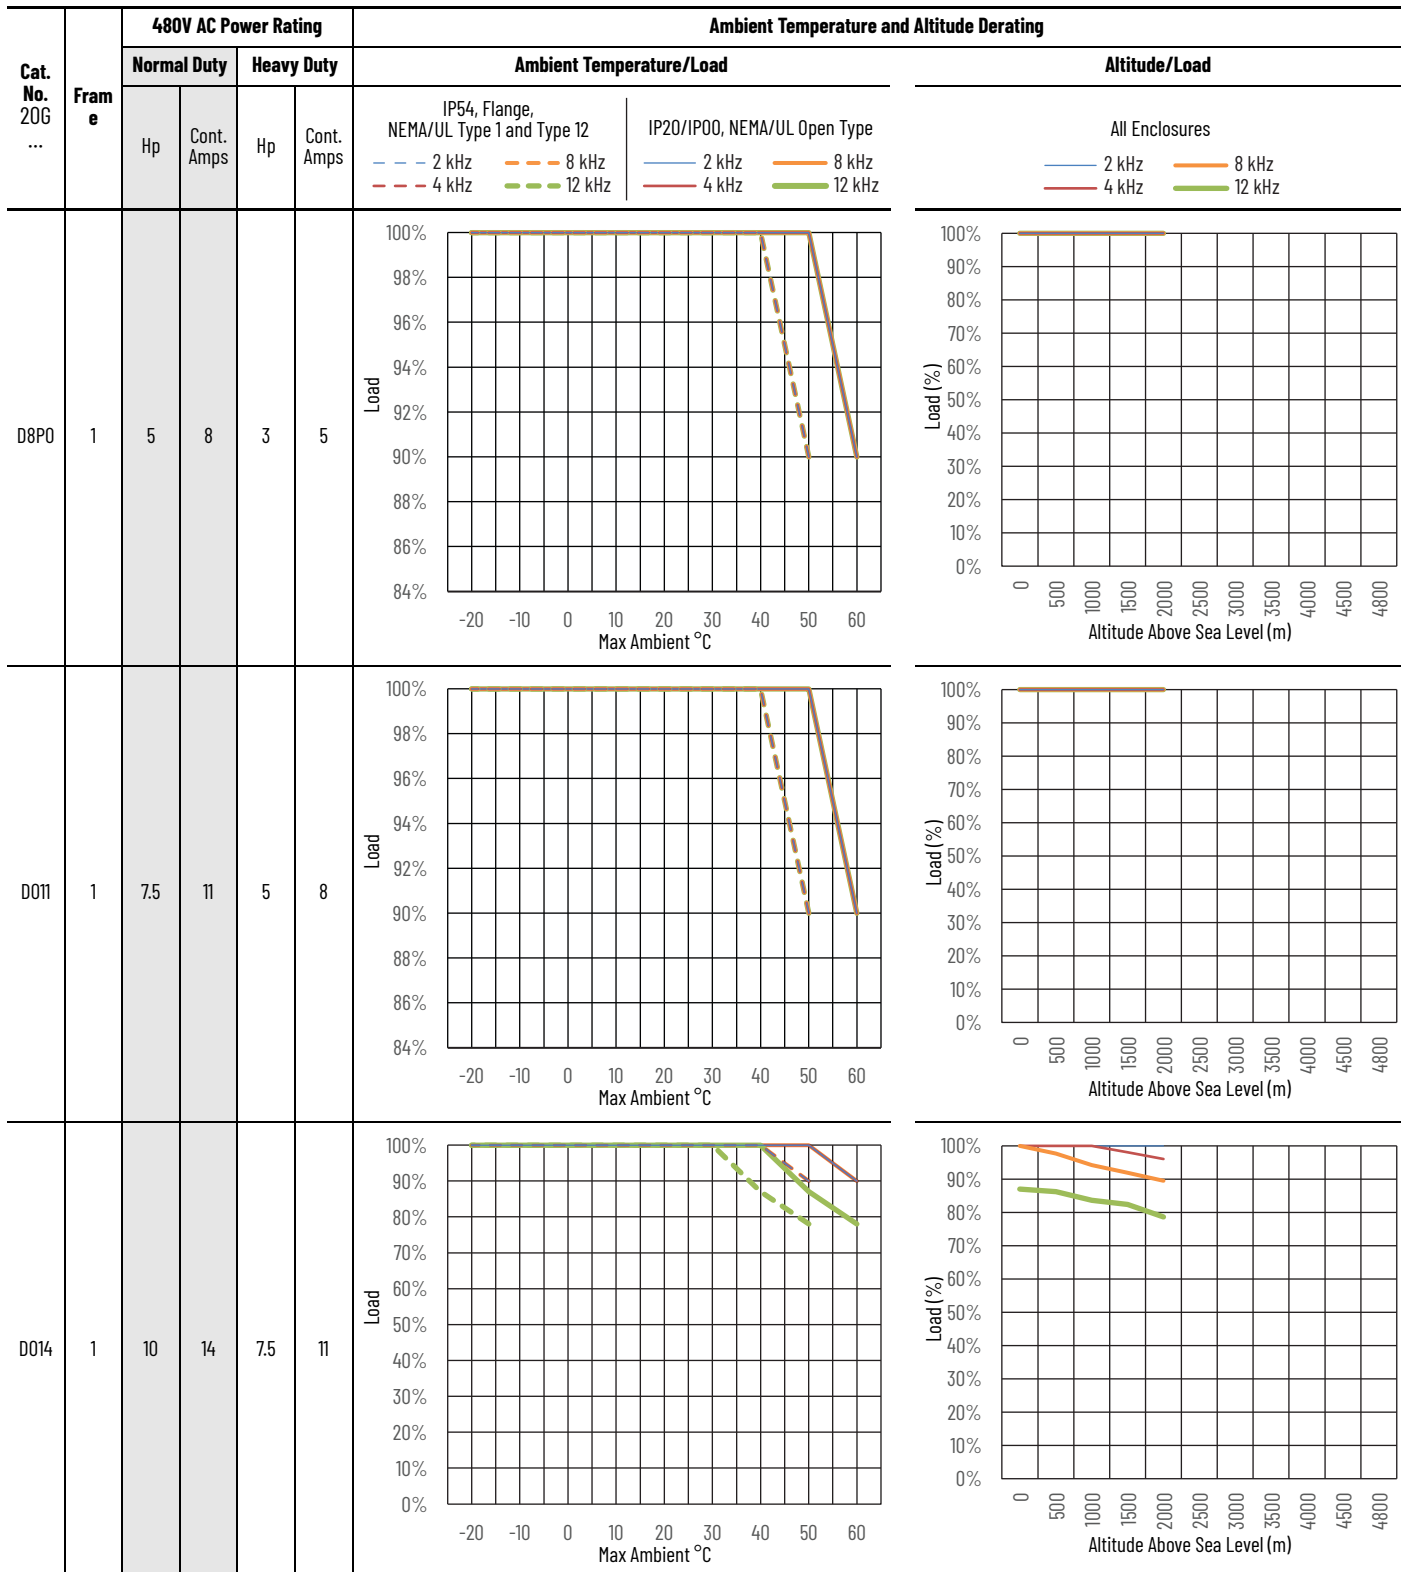 Cat.
No.
20G
...
Fram
e
480V AC Power Rating
Ambient Temperature and Altitude Derating
Normal Duty
Heavy Duty
Ambient Temperature/Load
Altitude/Load
Hp
Cont.
Amps
Hp
Cont.
Amps
IP54, Flange,
NEMA/UL Type 1 and Type 12
2 kHz
8 kHz
4 kHz
12 kHz
IP20/IP00, NEMA/UL Open Type
2 kHz
8 kHz
4 kHz
12 kHz
All Enclosures
2 kHz
8 kHz
4 kHz
12 kHz
D8P0
1
5
8
3
5
Load
100%
98%
96%
94%
92%
90%
88%
86%
84%
-20 -10 0 10 20 30 40 50 60
Max Ambient °C
Load (%)
100%
90%
80%
70%
60%
50%
40%
30%
20%
10%
0%
0 500 1000 1500 2000 2500 3000 3500 4000 4500 4800
Altitude Above Sea Level (m)
D011
1
7.5
11
5
8
Load
100%
98%
96%
94%
92%
90%
88%
86%
84%
-20 -10 0 10 20 30 40 50 60
Max Ambient °C
Load (%)
100%
90%
80%
70%
60%
50%
40%
30%
20%
10%
0%
0 500 1000 1500 2000 2500 3000 3500 4000 4500 4800
Altitude Above Sea Level (m)
D014
1
10
14
7.5
11
Load
100%
90%
80%
70%
60%
50%
40%
30%
20%
10%
0%
-20 -10 0 10 20 30 40 50 60
Max Ambient °C
Load (%)
100%
90%
80%
70%
60%
50%
40%
30%
20%
10%
0%
0 500 1000 1500 2000 2500 3000 3500 4000 4500 4800
Altitude Above Sea Level (m)